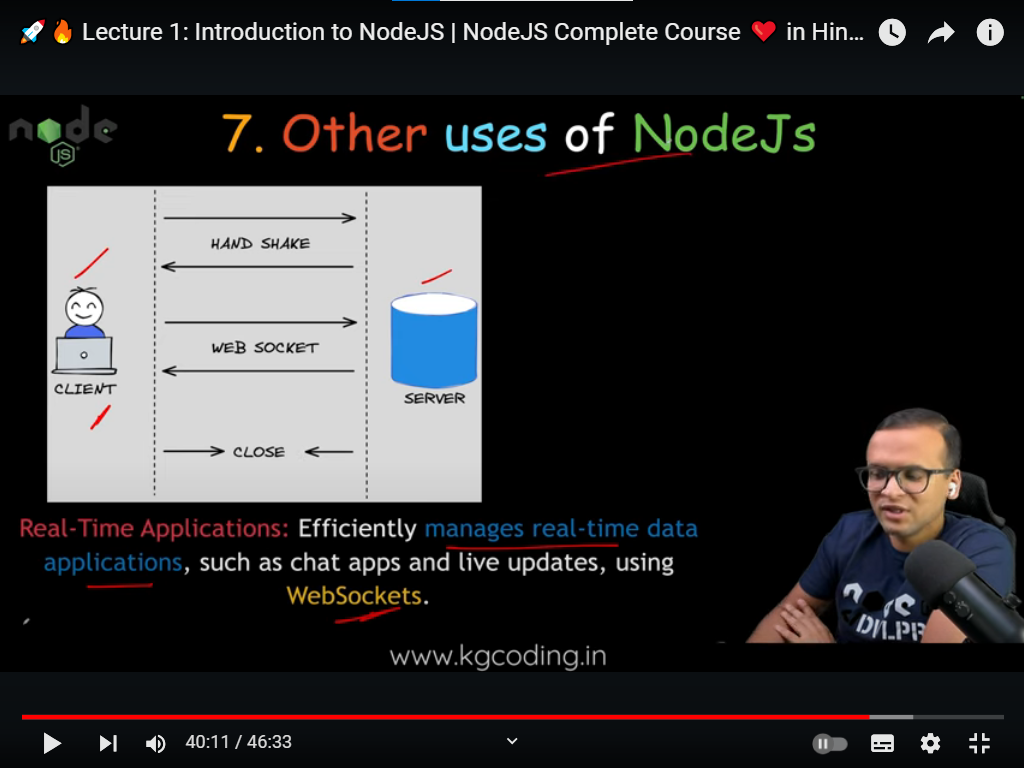 🚀🔥 Lecture 1: Introduction to NodeJS | NodeJS Complete Course ❤️ in Hin...
node
JS
7. Other uses of NodeJs
HAND SHAKE
WEB SOCKET
CLIENT
SERVER
CLOSE
Real-Time Applications: Efficiently manages real-time data
applications, such as chat apps and live updates, using
WebSockets.
www.kgcoding.in
40:11 / 46:33